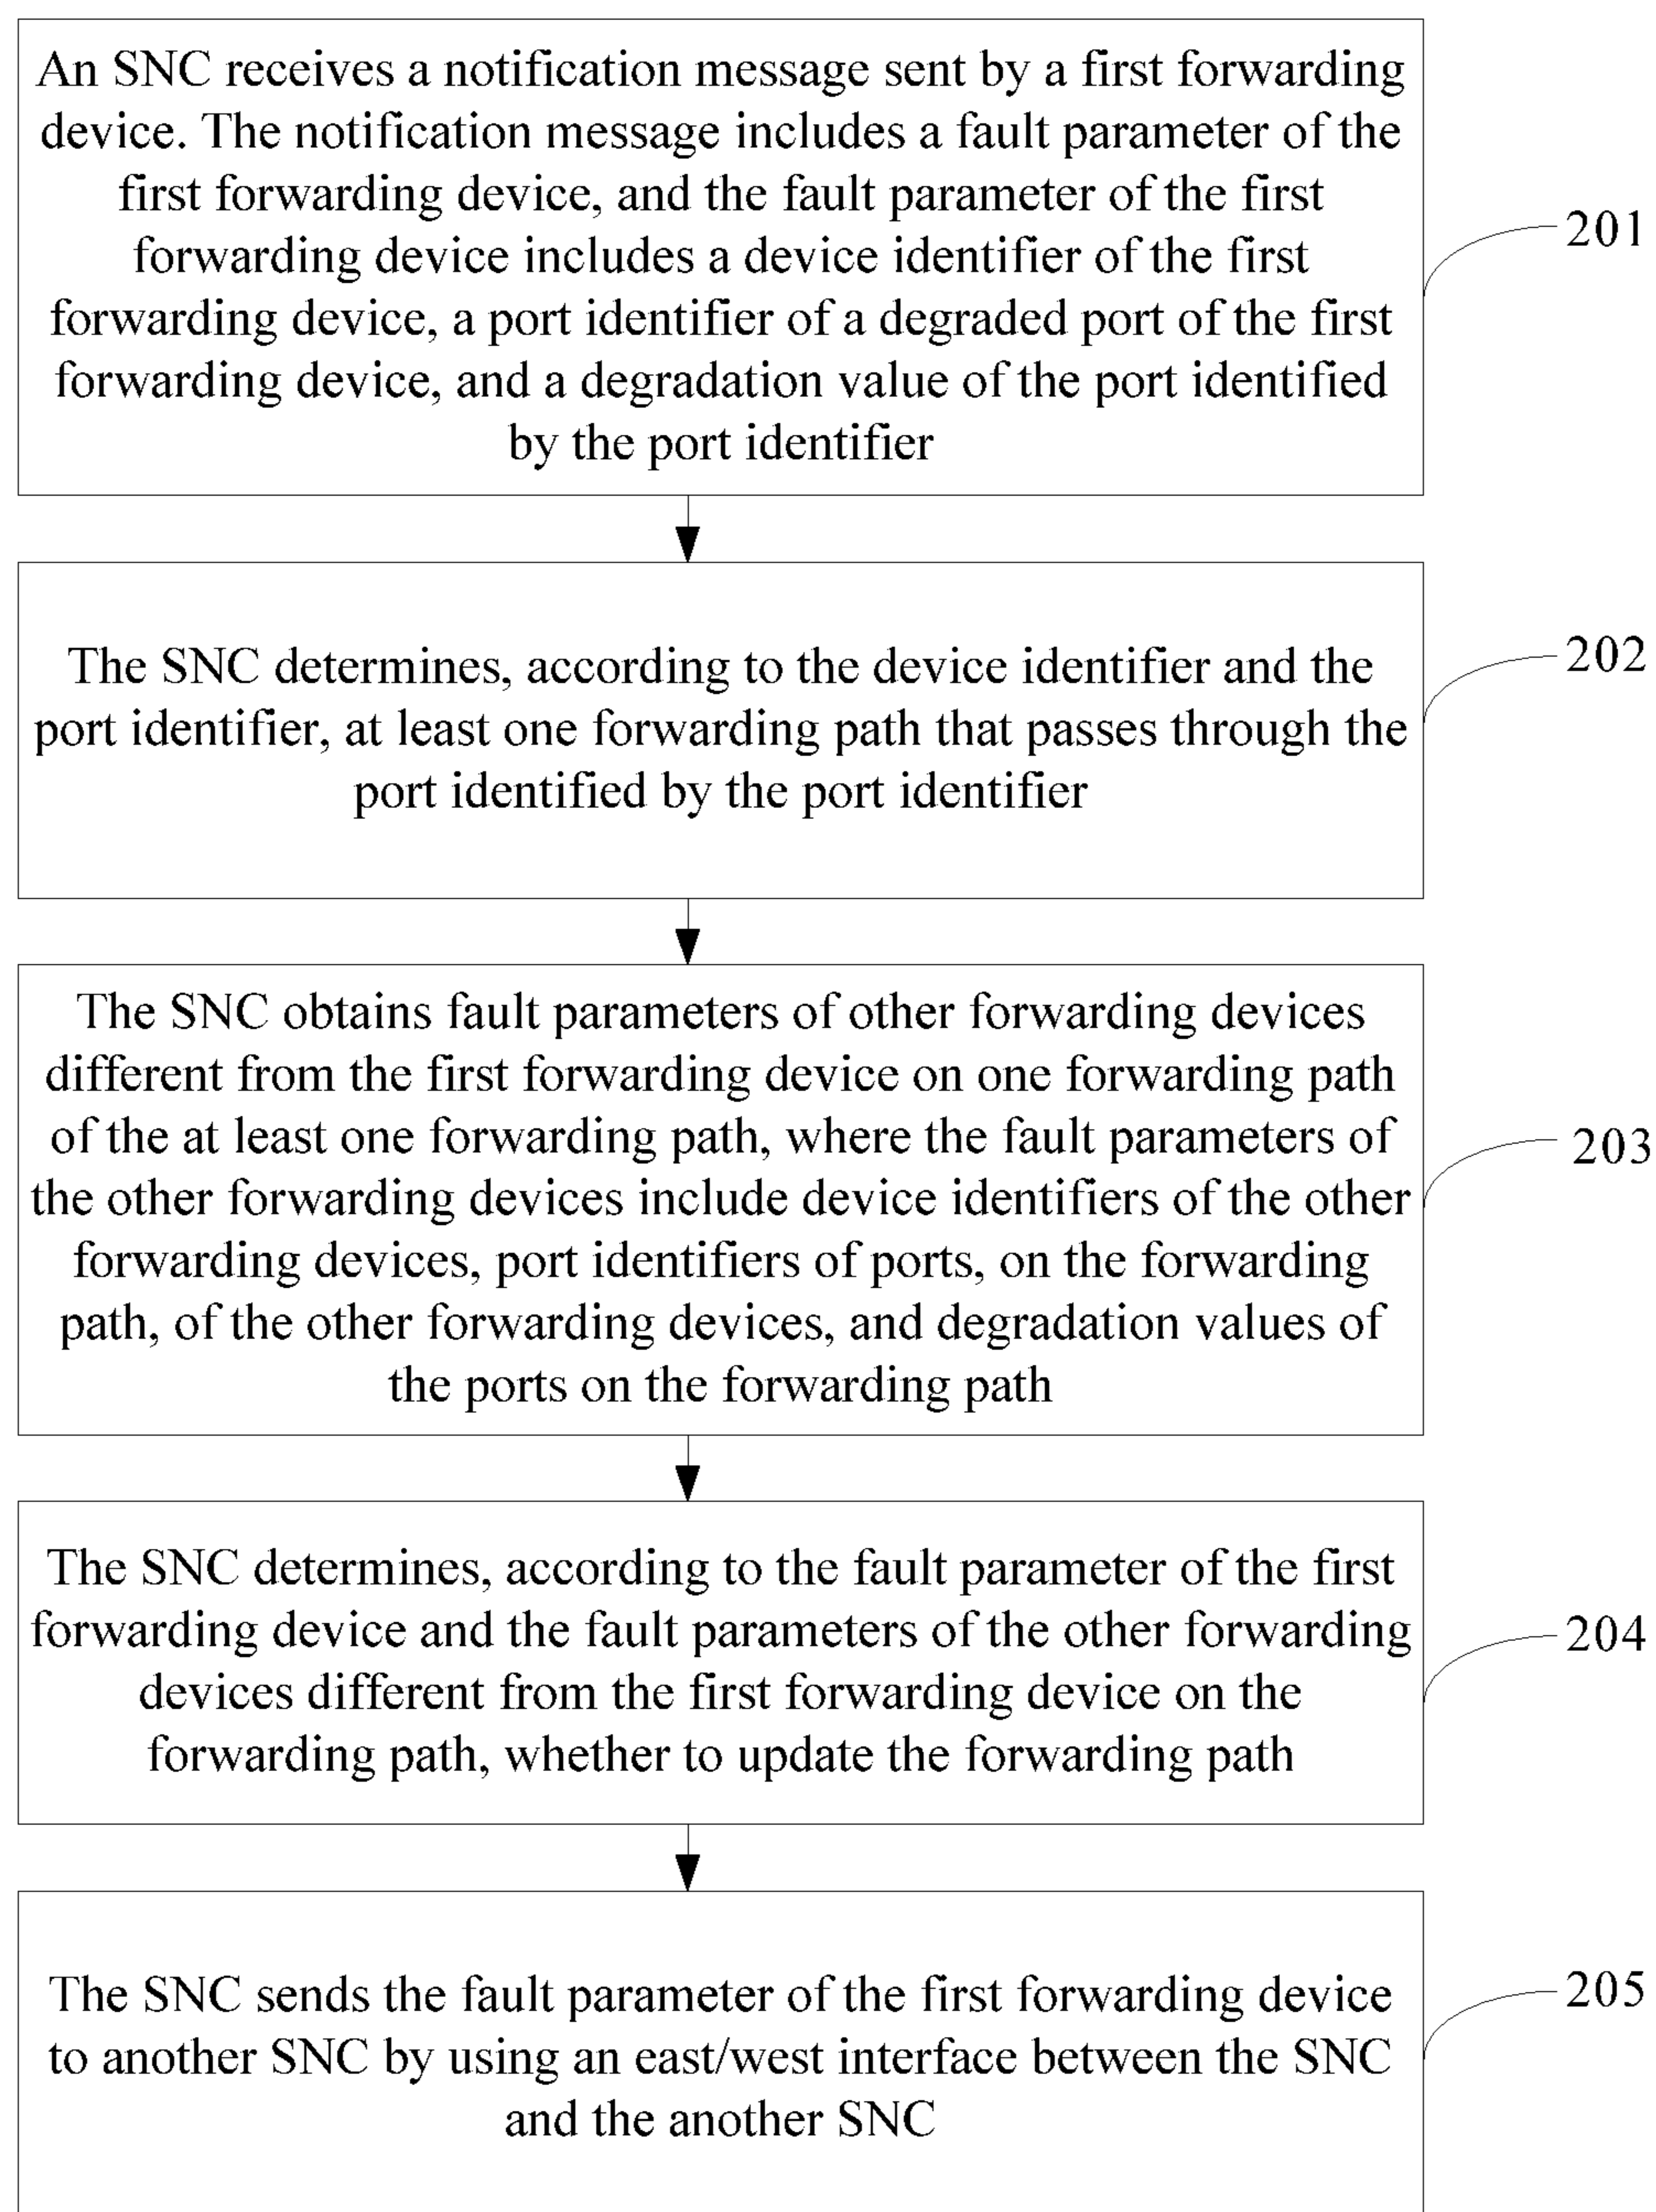 An SNC receives a notification message sent by a first forwarding
device. The notification message includes a fault parameter of the
first forwarding device, and the fault parameter of the first
forwarding device includes a device identifier of the first
forwarding device, a port identifier of a degraded port of the first
forwarding device, and a degradation value of the port identified
by the port identifier
201
The SNC determines, according to the device identifier and the
port identifier, at least one forwarding path that passes through the
port identified by the port identifier
202
The SNC obtains fault parameters of other forwarding devices
different from the first forwarding device on one forwarding path
of the at least one forwarding path, where the fault parameters of
the other forwarding devices include device identifiers of the other
forwarding devices, port identifiers of ports, on the forwarding
path, of the other forwarding devices, and degradation values of
the ports on the forwarding path
203
The SNC determines, according to the fault parameter of the first
forwarding device and the fault parameters of the other forwarding
devices different from the first forwarding device on the
forwarding path, whether to update the forwarding path
204
The SNC sends the fault parameter of the first forwarding device
to another SNC by using an east/west interface between the SNC
and the another SNC
205